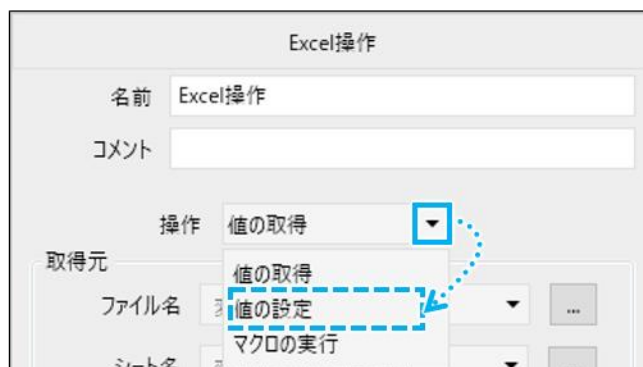 Excel操作
名前 Excel操作
コメント
操作 値の取得
取得元
値の取得
ファイル名 値の設定 ...
マクロの実行
シート名